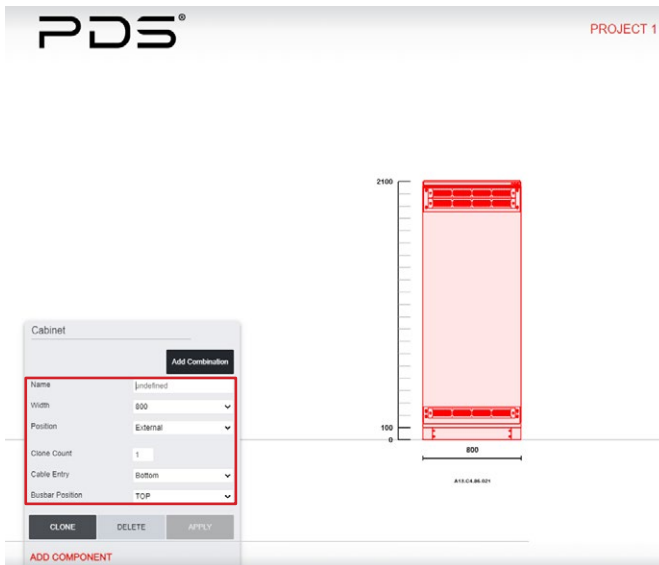 PDS®
PROJECT 1
2100
100
0
800
A13.C4.86-021
Cabinet
Add Combination
Name undefined
Width 800
Position External
Clone Count 1
Cable Entry Bottom
Busbar Position TOP
CLONE DELETE APPLY
ADD COMPONENT